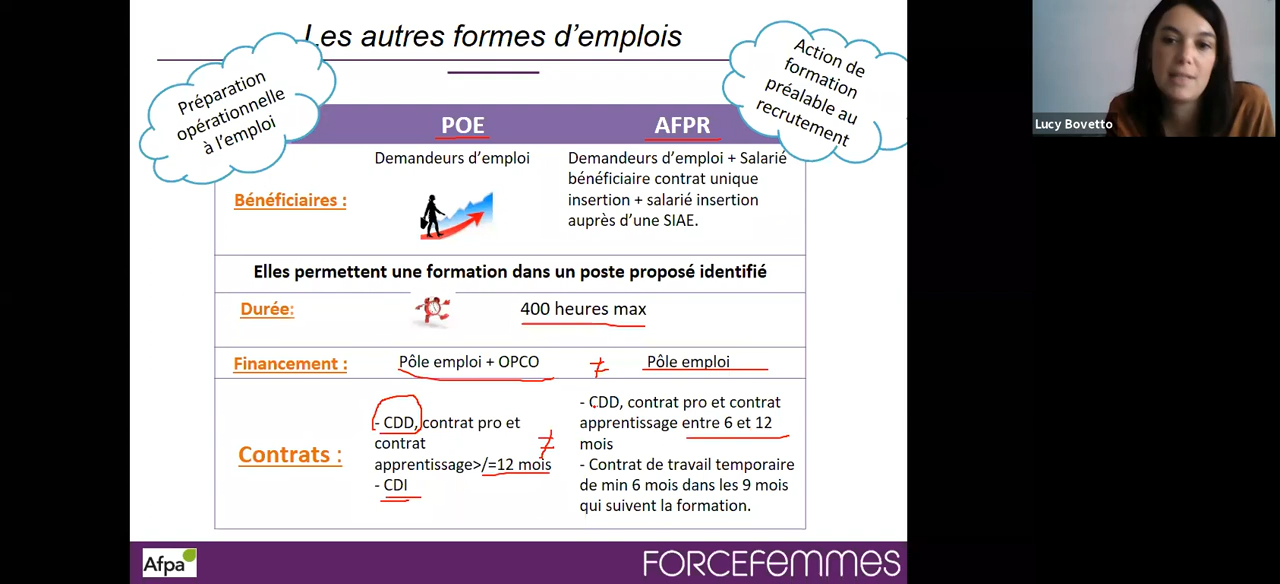 Les autres formes d'emplois
Préparation
opérationnelle
à l'emploi
Action de
formation
préalable au
recrutement
Lucy Bovetto
POE
AFPR
Bénéficiaires :
Demandeurs d'emploi
Demandeurs d'emploi + Salarié
bénéficiaire contrat unique
insertion + salarié insertion
auprès d'une SIAE.
Elles permettent une formation dans un poste proposé identifié
Durée:
400 heures max
Financement :
Pôle emploi + OPCO
≠
Pôle emploi
Contrats :
- CDD, contrat pro et
contrat
apprentissage>/=12 mois
- CDI
≠
- CDD, contrat pro et contrat
apprentissage entre 6 et 12
mois
- Contrat de travail temporaire
de min 6 mois dans les 9 mois
qui suivent la formation.
Afpa
FORCEFEMMES